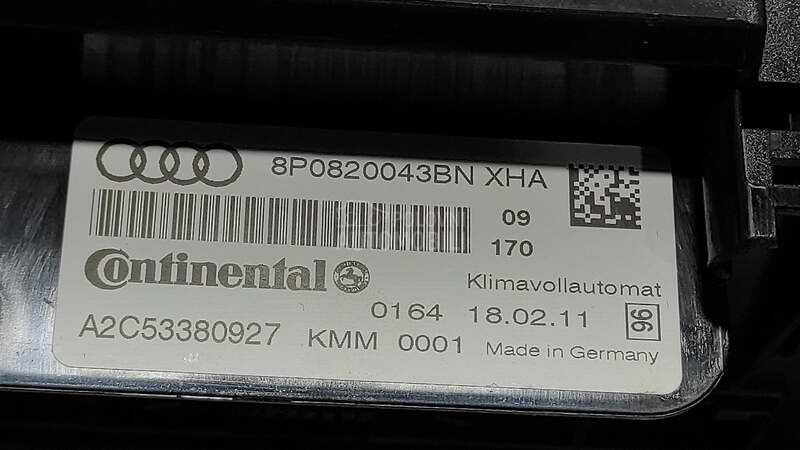 8P0820043BN XHA
09
170
Continental
Klimavollautomat
0164 18.02.11
96
A2C53380927 KMM 0001 Made in Germany